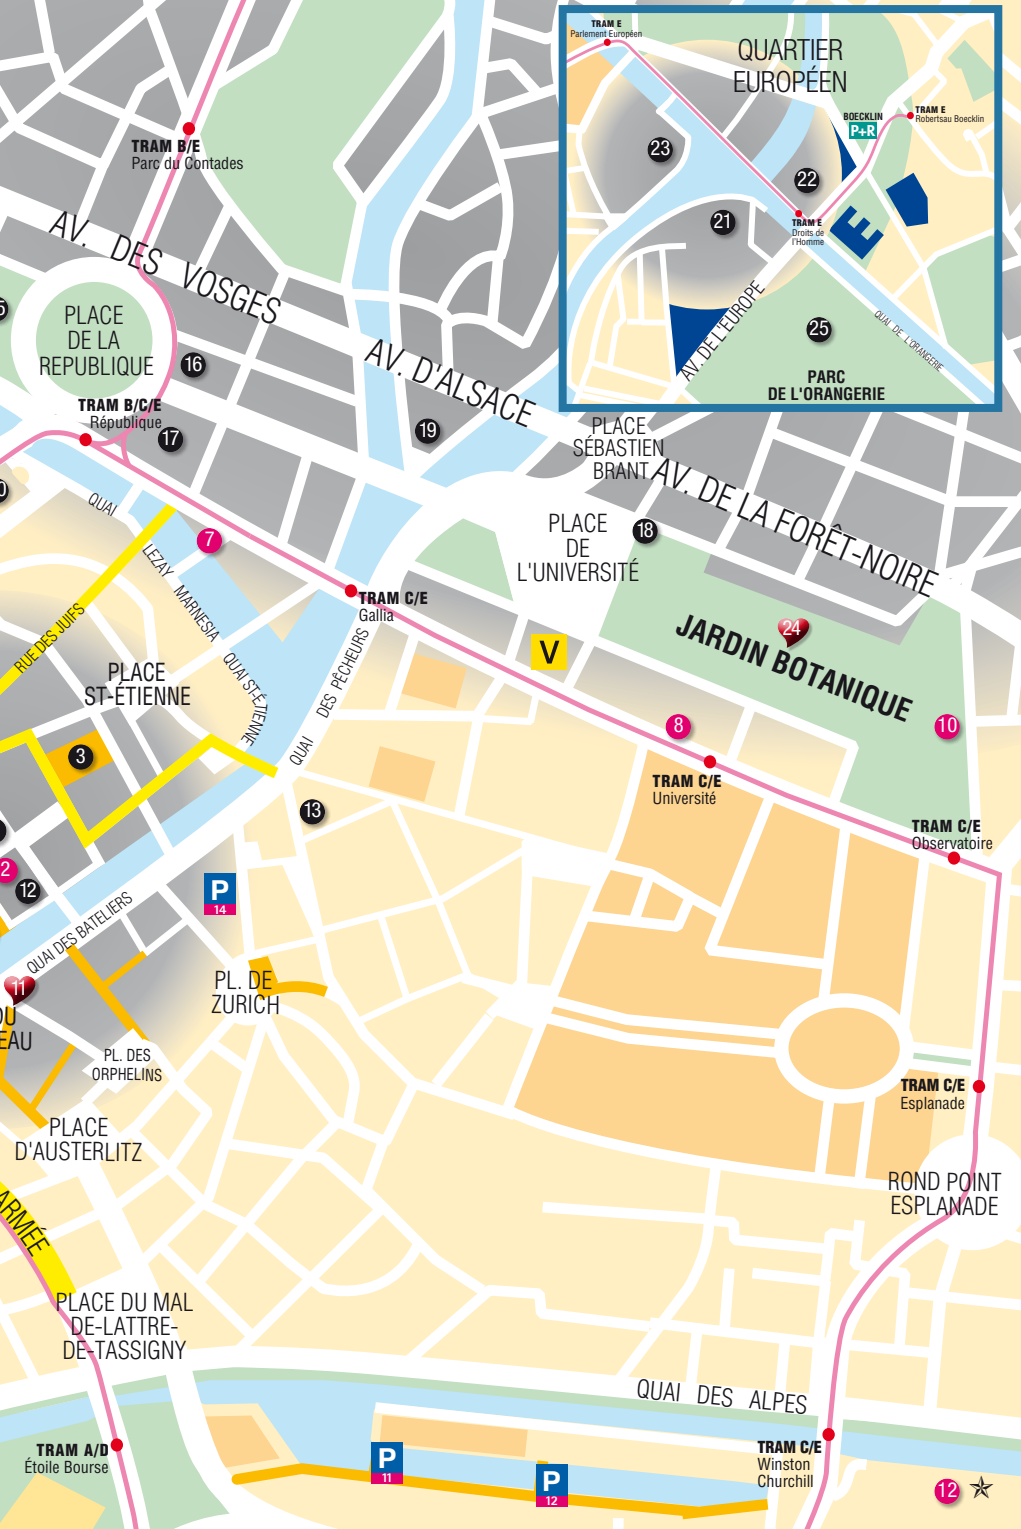 TRAM E
Parlement Européen
QUARTIER
EUROPÉEN
BOECKLIN
P+R
TRAM E
Robertsau Boecklin
23
22
21
TRAM E
Droits de
l'Homme
E
AV. DE L'EUROPE
25
QUAI DE L'ORANGERIE
PARC
DE L'ORANGERIE
TRAM B/E
Parc du Contades
AV. DES VOSGES
PLACE
DE LA
REPUBLIQUE
16
AV. D'ALSACE
TRAM B/C/E
République
17
19
PLACE
SÉBASTIEN
BRANT
AV. DE LA FORÊT-NOIRE
QUAI
LEZAY MARNESIA
7
PLACE
DE
L'UNIVERSITÉ
18
TRAM C/E
Gallia
RUE DES JUIFS
JARDIN BOTANIQUE
24
V
PLACE
ST-ÉTIENNE
QUAI ST-ÉTIENNE
QUAI DES PÊCHEURS
8
10
3
TRAM C/E
Université
13
TRAM C/E
Observatoire
2
12
P
14
QUAI DES BATELIERS
11
PL. DE
ZURICH
DU
EAU
PL. DES
ORPHELINS
TRAM C/E
Esplanade
PLACE
D'AUSTERLITZ
ROND POINT
ESPLANADE
ARMÉE
PLACE DU MAL
DE-LATTRE-
DE-TASSIGNY
QUAI DES ALPES
TRAM A/D
Étoile Bourse
P
11
P
12
TRAM C/E
Winston
Churchill
12